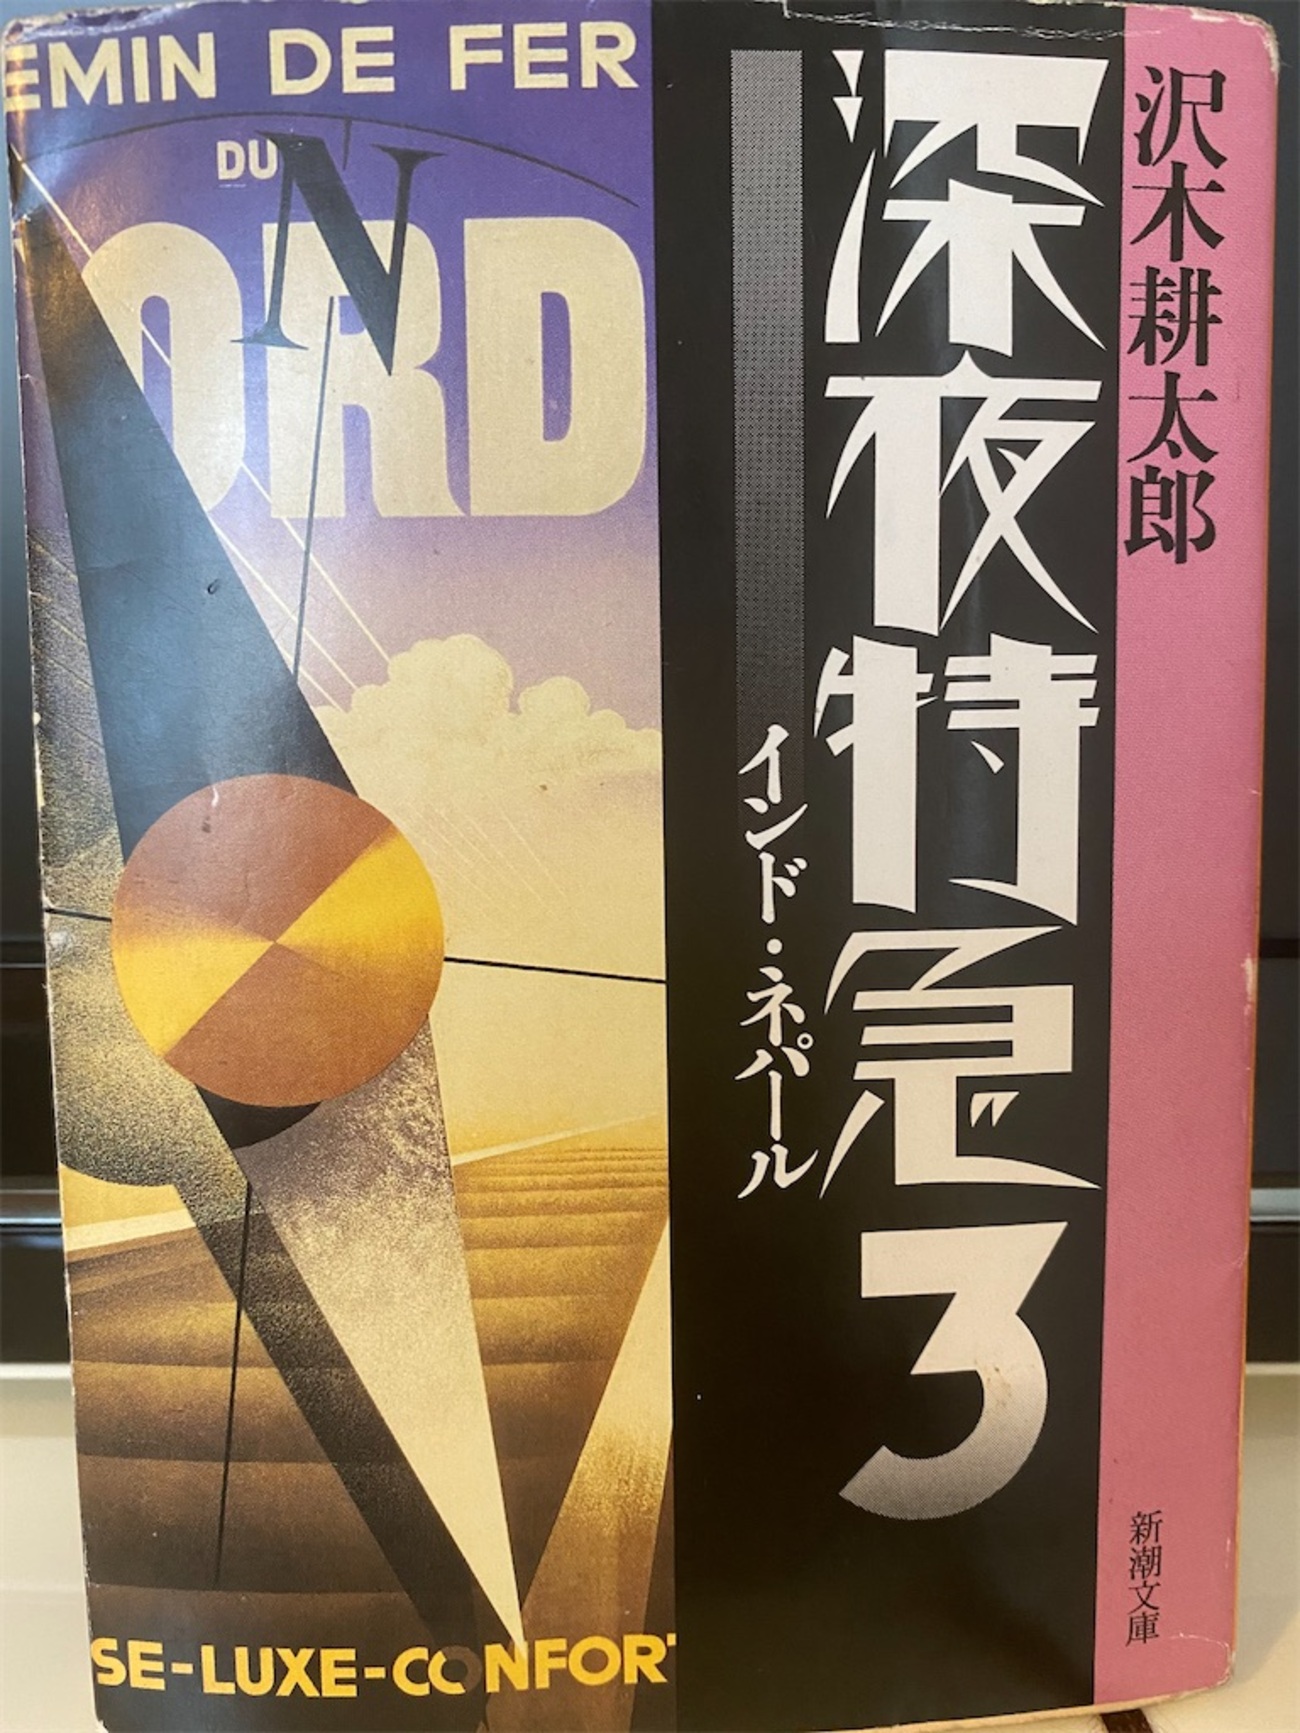 沢木耕太郎
深夜特急3
インド・ネパール
新潮文庫
EMIN DE FER
DU
N
ORD
SE-LUXE-CONFORT